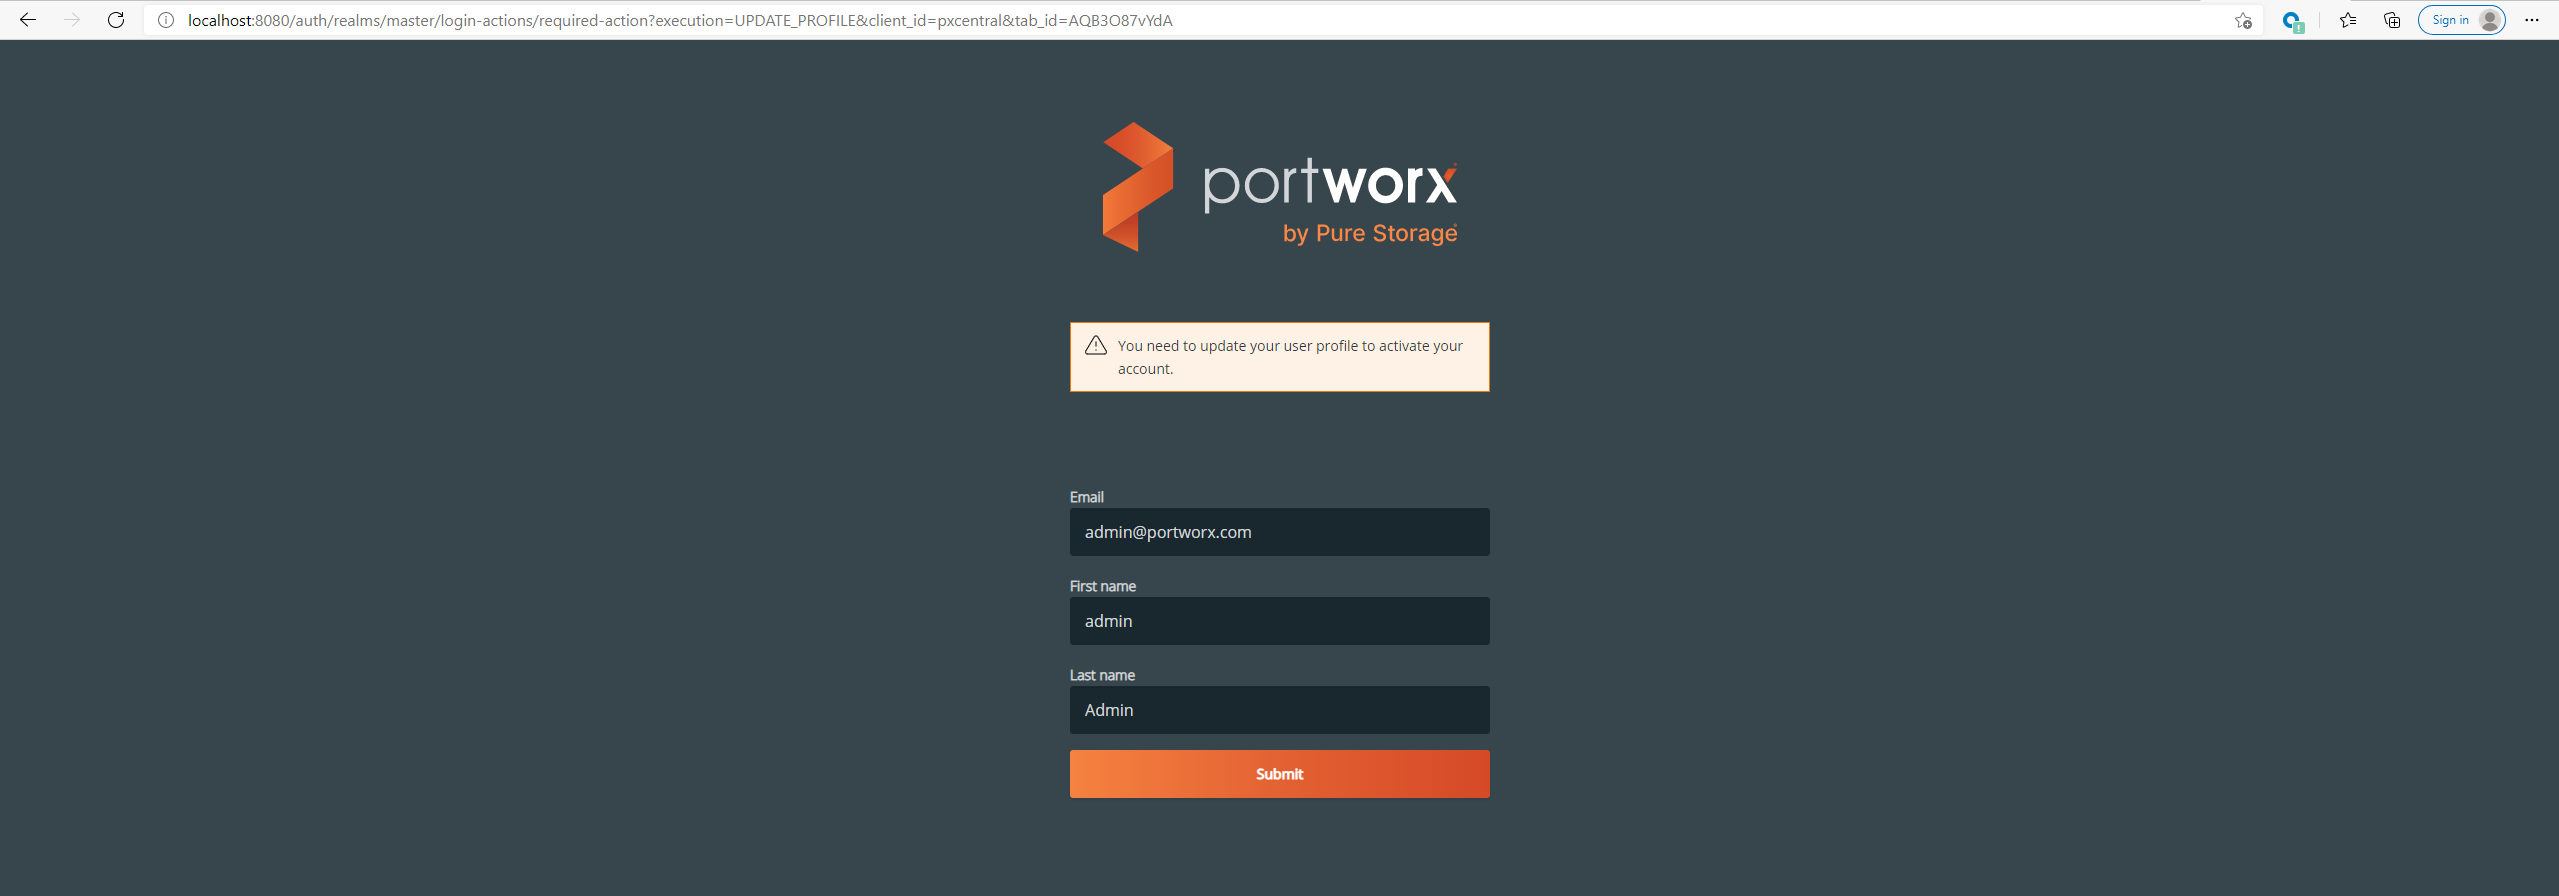 localhost:8080/auth/realms/master/login-actions/required-action?execution=UPDATE_PROFILE&client_id=pxcentral&tab_id=AQB3O87vYdA
Sign in
portworx
by Pure Storage
You need to update your user profile to activate your
account.
Email
admin@portworx.com
First name
admin
Last name
Admin
Submit